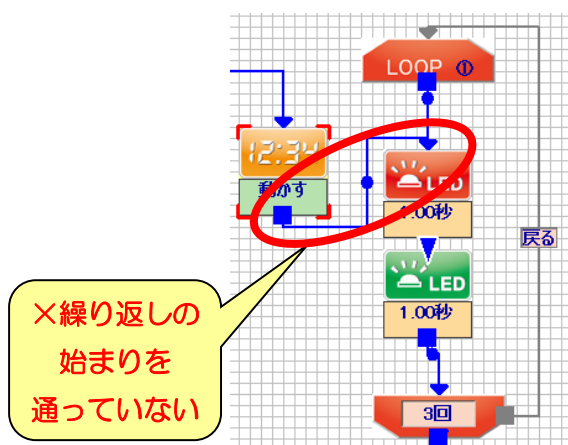 LOOP ①
12:34
動かす
LED
1.00秒
戻る
LED
1.00秒
×繰り返しの
始まりを
通っていない
3回